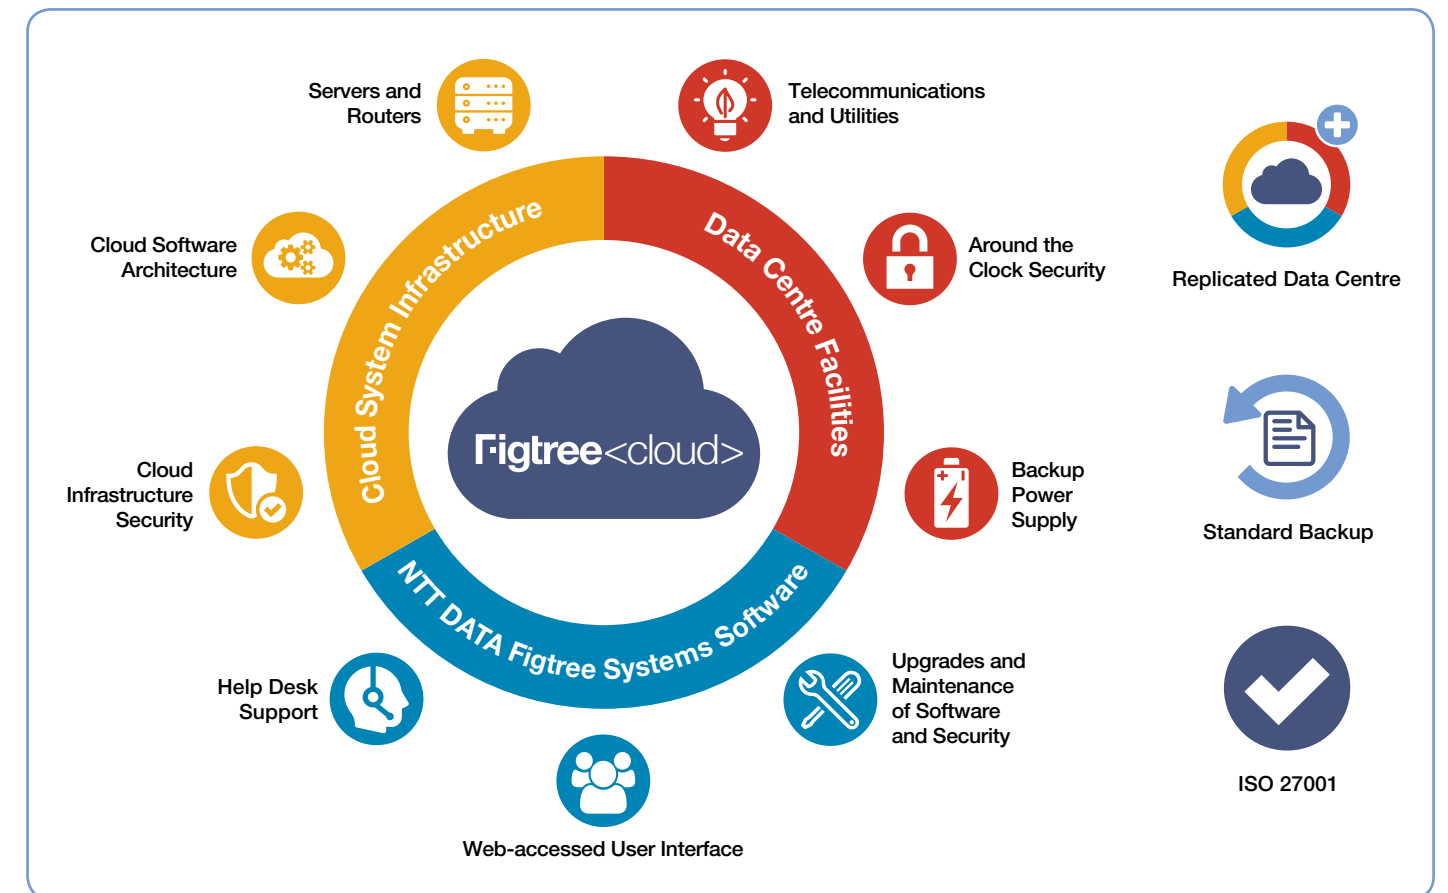 Servers and
Routers
Telecommunications
and Utilities
Cloud Software
Architecture
Around the
Clock Security
Replicated Data Centre
Cloud System Infrastructure
Data Centre Facilities
Figtree<cloud>
Cloud
Infrastructure
Security
Backup
Power
Supply
Standard Backup
NTT DATA Figtree Systems Software
Help Desk
Support
Upgrades and
Maintenance
of Software
and Security
ISO 27001
Web-accessed User Interface